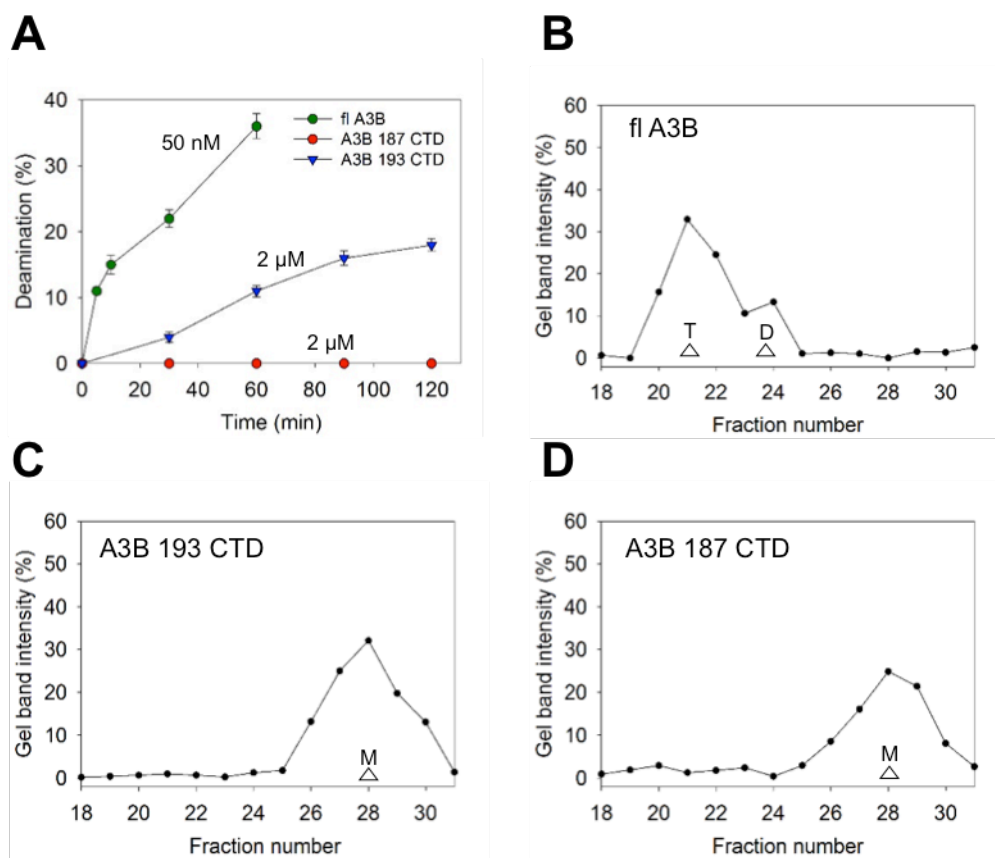 A
Deamination (%)
40
30
20
10
0
0 20 40 60 80 100 120
Time (min)
50 nM
2 µM
2 µM
fl A3B
A3B 187 CTD
A3B 193 CTD
B
Gel band intensity (%)
60
50
40
30
20
10
0
18 20 22 24 26 28 30
Fraction number
fl A3B
T D
C
Gel band intensity (%)
60
50
40
30
20
10
0
18 20 22 24 26 28 30
Fraction number
A3B 193 CTD
M
D
Gel band intensity (%)
60
50
40
30
20
10
0
18 20 22 24 26 28 30
Fraction number
A3B 187 CTD
M